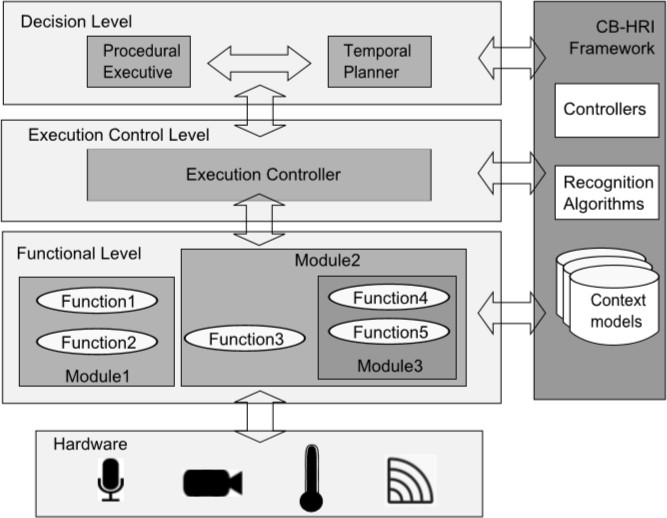 Decision Level
Procedural
Executive
Temporal
Planner
Execution Control Level
Execution Controller
Functional Level
Function1
Function2
Module1
Module2
Function3
Function4
Function5
Module3
Hardware
CB-HRI
Framework
Controllers
Recognition
Algorithms
Context
models